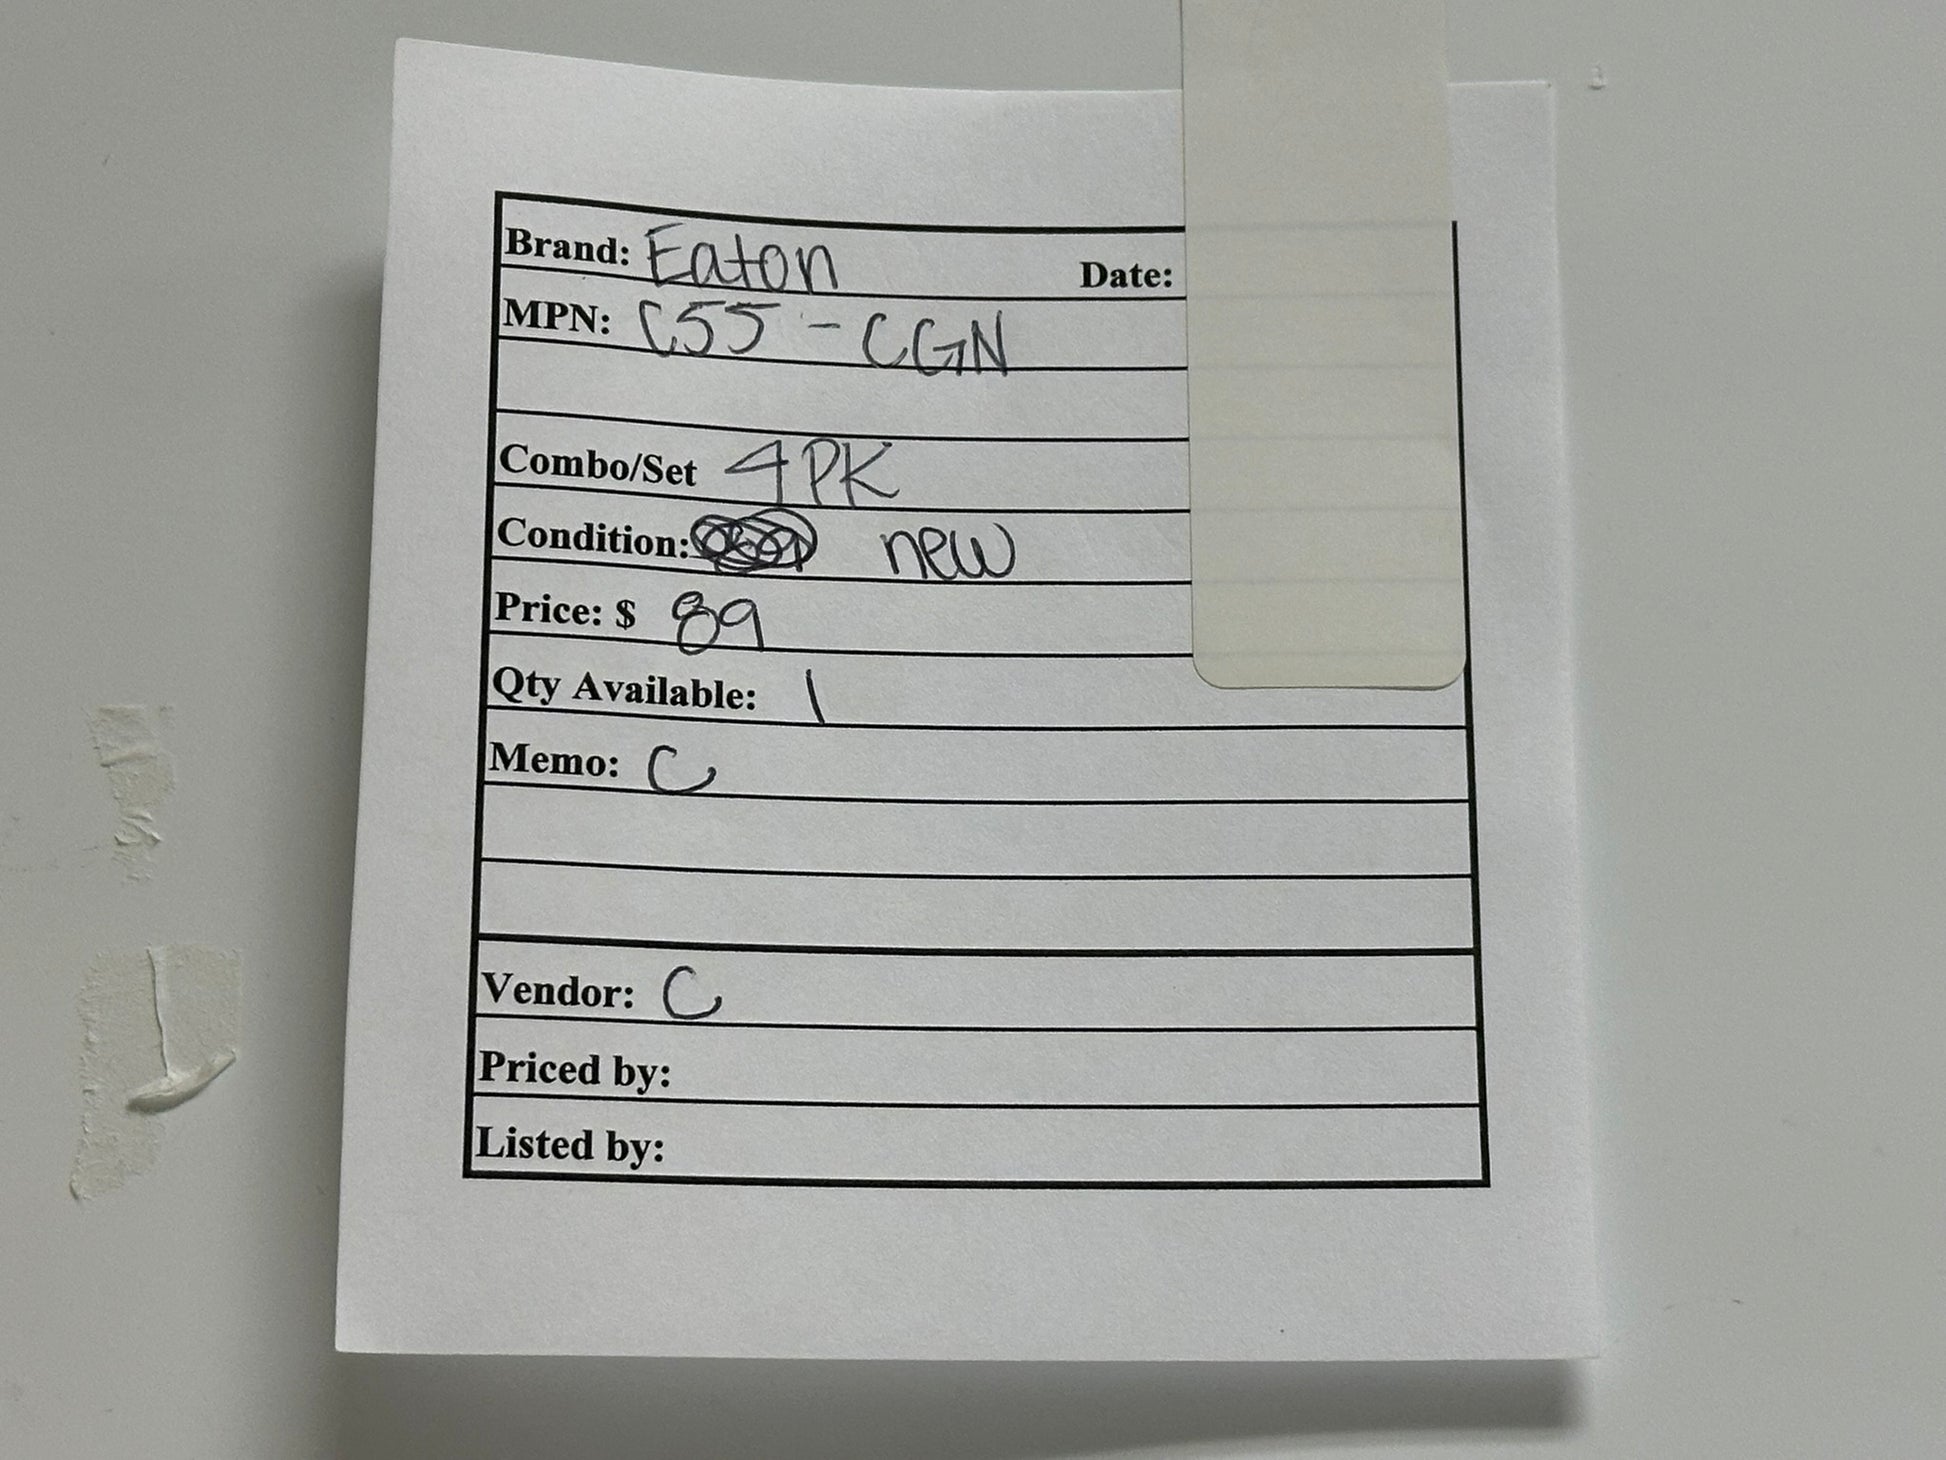 Brand: Eaton Date:
MPN: C55 - CGN
Combo/Set 4PK
Condition: new
Price: $ 89
Qty Available: 1
Memo: C
Vendor: C
Priced by:
Listed by: